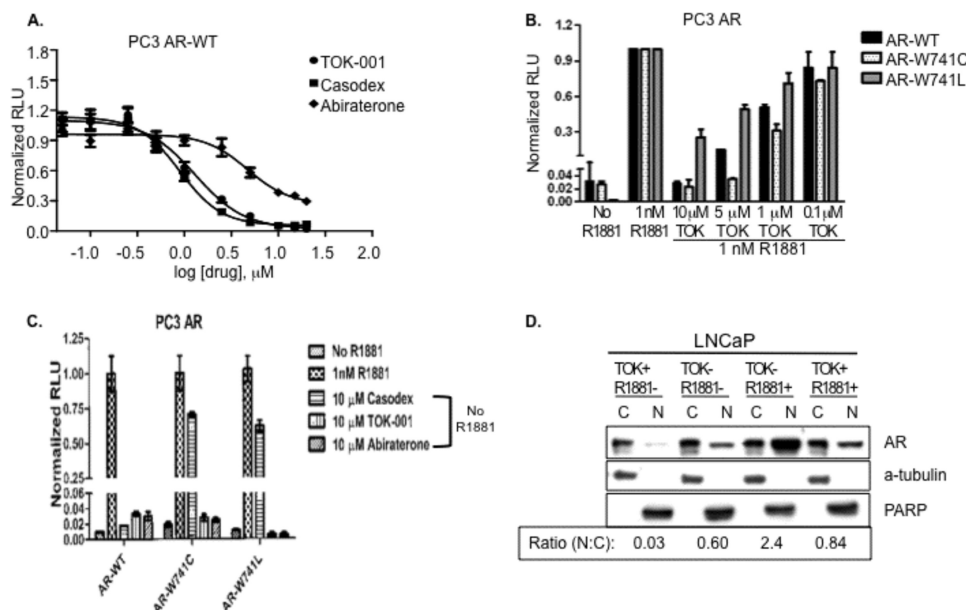 A.
PC3 AR-WT
1.8
1.5
1.2
0.9
0.6
0.3
0.0
Normalized RLU
-1.0 -0.5 0.0 0.5 1.0 1.5 2.0
log [drug], µM
TOK-001
Casodex
Abiraterone
B.
PC3 AR
1.2
0.9
0.6
0.3
0.04
0.02
0.00
Normalized RLU
AR-WT
AR-W741C
AR-W741L
No 1nM 10µM 5 µM 1 µM 0.1µM
R1881 R1881 TOK TOK TOK TOK
1 nM R1881
C.
PC3 AR
1.25
1.00
0.75
0.50
0.25
0.06
0.04
0.02
0.00
Normalized RLU
AR-WT
AR-W741C
AR-W741L
No R1881
1nM R1881
10 µM Casodex
10 µM TOK-001
10 µM Abiraterone
No
R1881
D.
LNCaP
TOK+ TOK- TOK- TOK+
R1881- R1881- R1881+ R1881+
C N C N C N C N
AR
a-tubulin
PARP
Ratio (N:C): 0.03 0.60 2.4 0.84